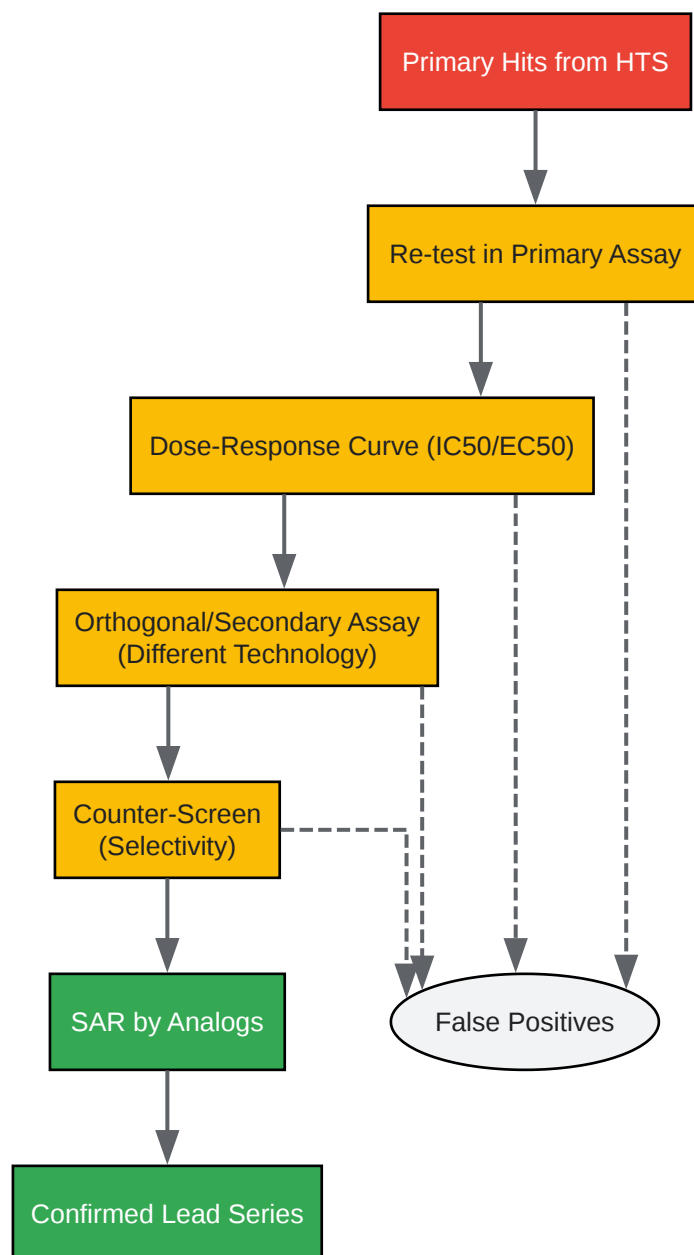 Primary Hits from HTS
Re-test in Primary Assay
Dose-Response Curve (IC50/EC50)
Orthogonal/Secondary Assay
(Different Technology)
Counter-Screen
(Selectivity)
SAR by Analogs
False Positives
Confirmed Lead Series